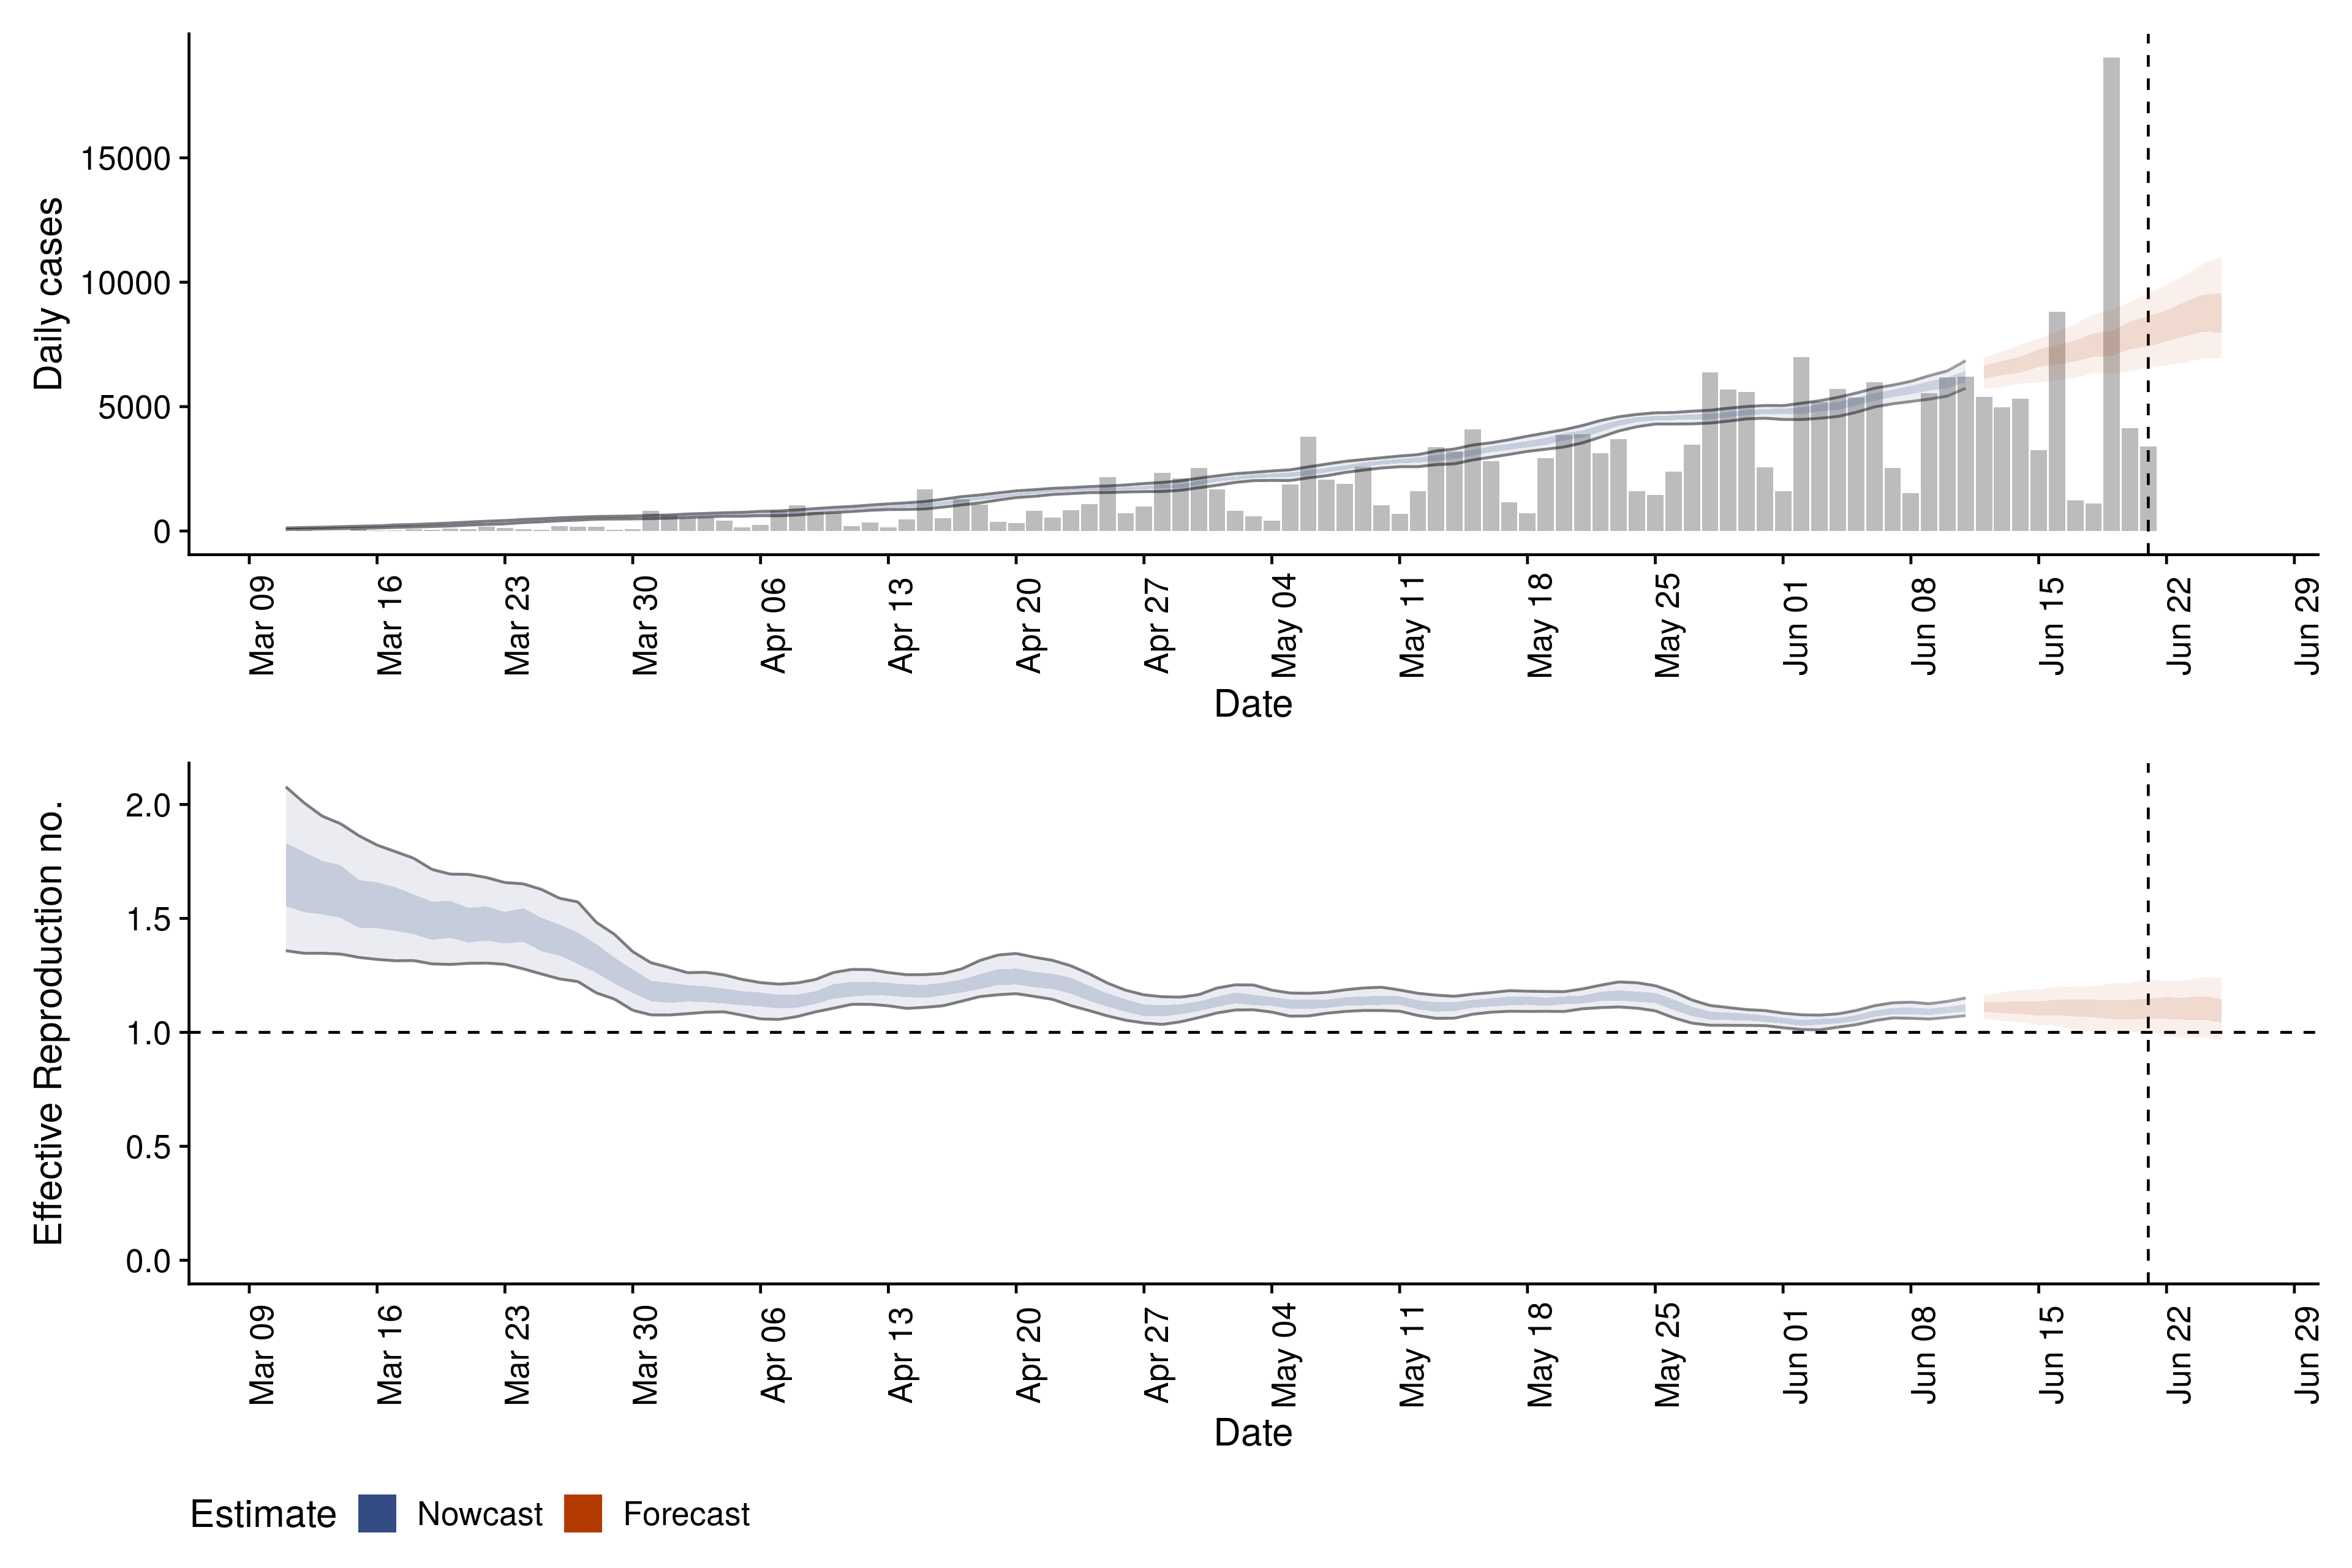 Daily cases
15000
10000
5000
0
Mar 09
Mar 16
Mar 23
Mar 30
Apr 06
Apr 13
Apr 20
Apr 27
May 04
May 11
May 18
May 25
Jun 01
Jun 08
Jun 15
Jun 22
Jun 29
Date
Effective Reproduction no.
2.0
1.5
1.0
0.5
0.0
Mar 09
Mar 16
Mar 23
Mar 30
Apr 06
Apr 13
Apr 20
Apr 27
May 04
May 11
May 18
May 25
Jun 01
Jun 08
Jun 15
Jun 22
Jun 29
Date
Estimate Nowcast Forecast